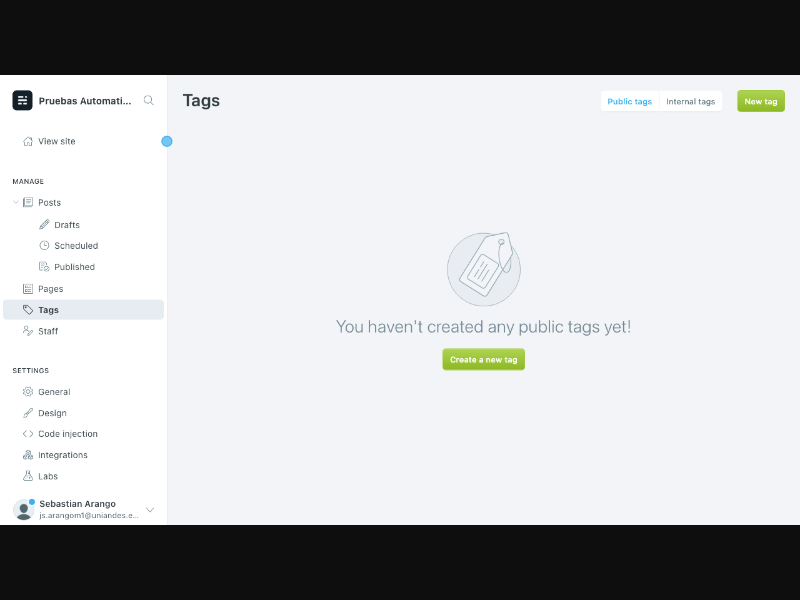 Pruebas Automati...
View site
MANAGE
Posts
Drafts
Scheduled
Published
Pages
Tags
Staff
SETTINGS
General
Design
Code injection
Integrations
Labs
Sebastian Arango
js.arangom1@uniandes.e...
Tags
Public tags
Internal tags
New tag
You haven't created any public tags yet!
Create a new tag